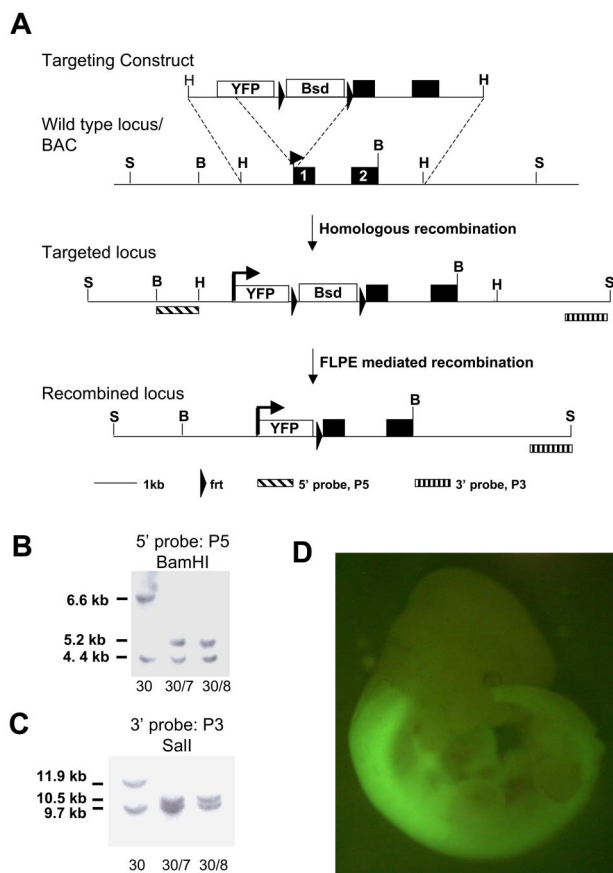 A
Targeting Construct
H YFP Bsd H
Wild type locus/
BAC
S B H 1 2 B H S
Homologous recombination
Targeted locus
S B H YFP Bsd B H S
FLPE mediated recombination
Recombined locus
S B YFP B S
1kb frt 5' probe, P5 3' probe, P3
B
5' probe: P5
BamHI
6.6 kb
5.2 kb
4. 4 kb
30 30/7 30/8
C
3' probe: P3
SalI
11.9 kb
10.5 kb
9.7 kb
30 30/7 30/8
D